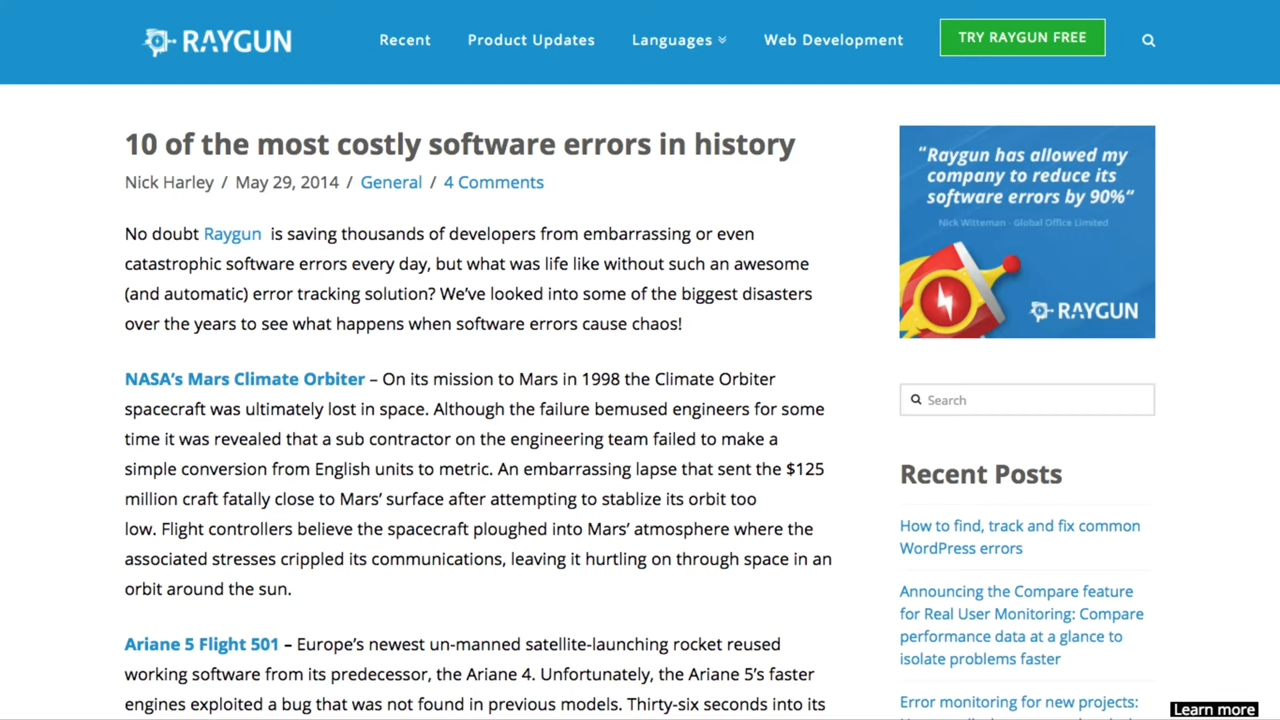 RAYGUN
Recent
Product Updates
Languages
Web Development
TRY RAYGUN FREE
10 of the most costly software errors in history
Nick Harley / May 29, 2014 / General / 4 Comments
No doubt Raygun is saving thousands of developers from embarrassing or even
catastrophic software errors every day, but what was life like without such an awesome
(and automatic) error tracking solution? We've looked into some of the biggest disasters
over the years to see what happens when software errors cause chaos!
NASA's Mars Climate Orbiter – On its mission to Mars in 1998 the Climate Orbiter
spacecraft was ultimately lost in space. Although the failure bemused engineers for some
time it was revealed that a sub contractor on the engineering team failed to make a
simple conversion from English units to metric. An embarrassing lapse that sent the $125
million craft fatally close to Mars' surface after attempting to stablize its orbit too
low. Flight controllers believe the spacecraft ploughed into Mars' atmosphere where the
associated stresses crippled its communications, leaving it hurtling on through space in an
orbit around the sun.
Ariane 5 Flight 501 – Europe's newest un-manned satellite-launching rocket reused
working software from its predecessor, the Ariane 4. Unfortunately, the Ariane 5's faster
engines exploited a bug that was not found in previous models. Thirty-six seconds into its
"Raygun has allowed my
company to reduce its
software errors by 90%"
Nick Witteman - Global Office Limited
RAYGUN
Search
Recent Posts
How to find, track and fix common
WordPress errors
Announcing the Compare feature
for Real User Monitoring: Compare
performance data at a glance to
isolate problems faster
Error monitoring for new projects:
Learn more